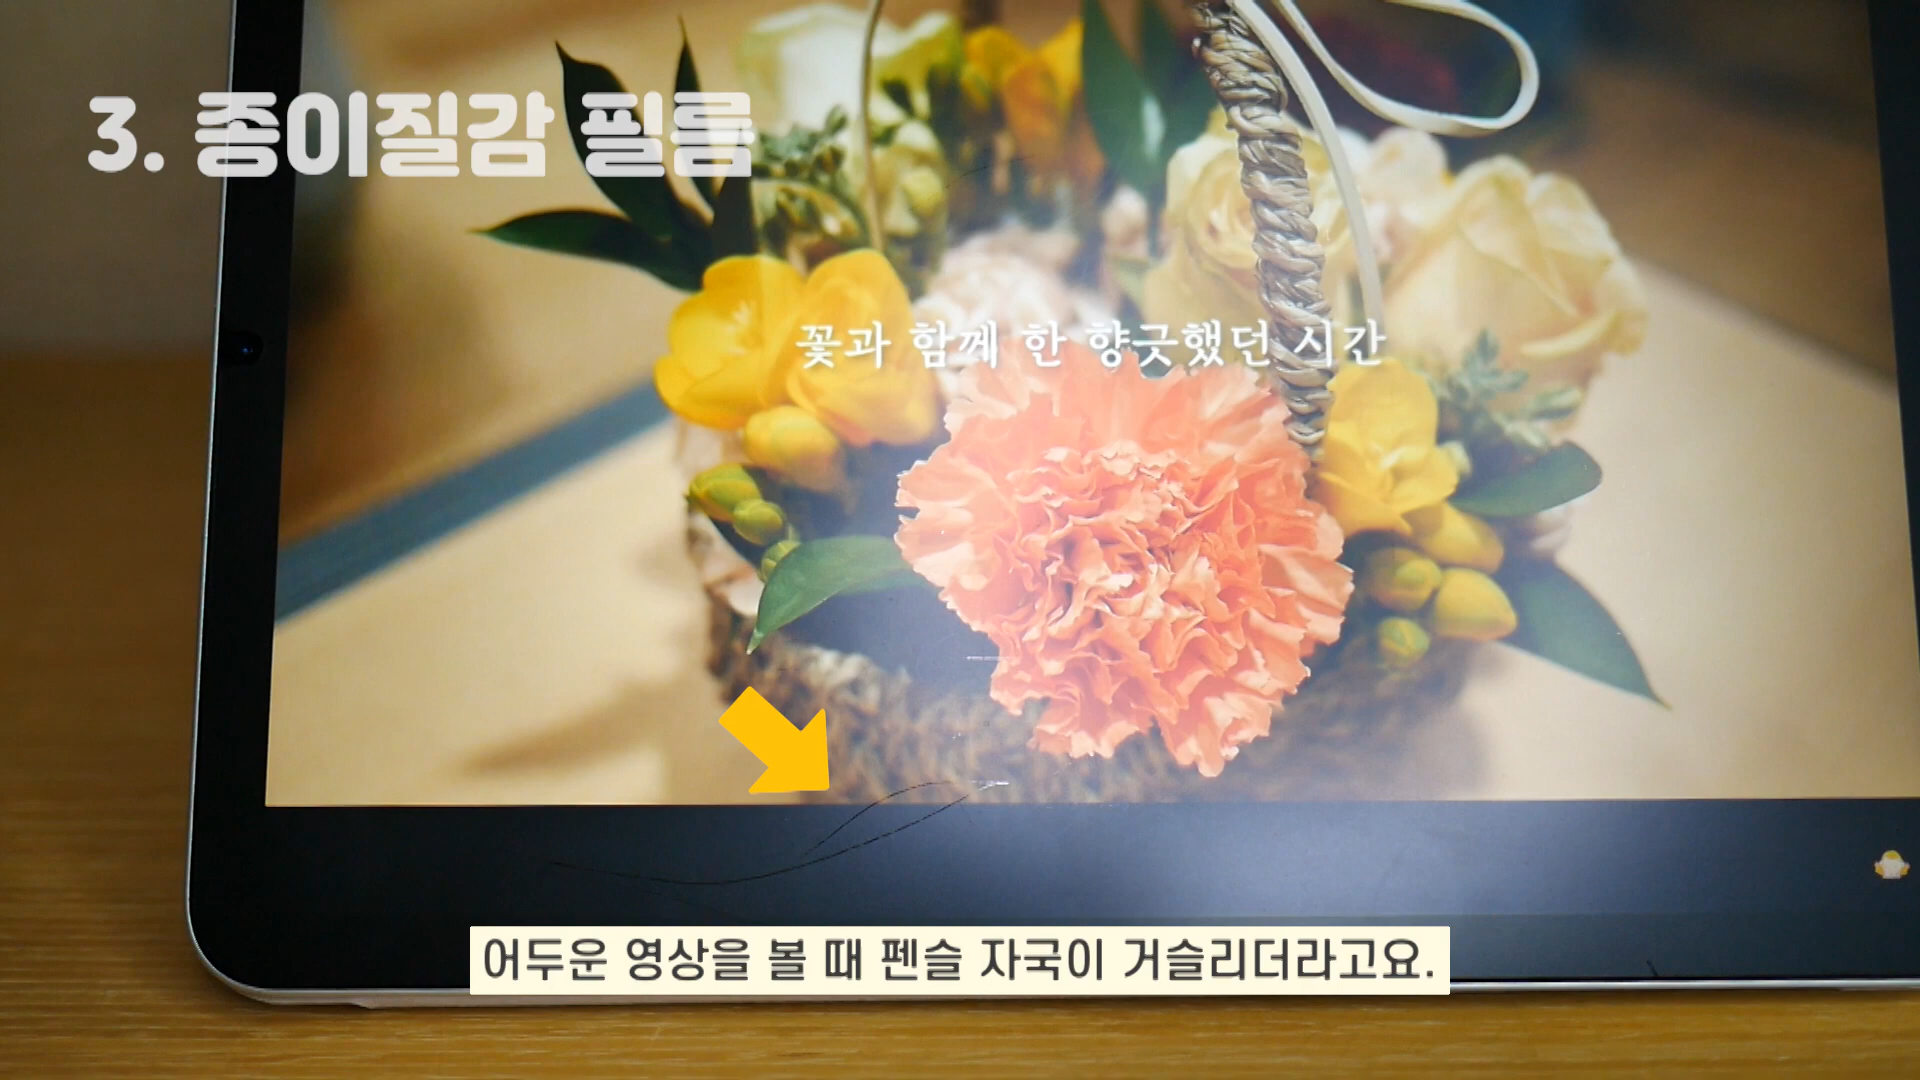 3. 종이질감 필름
꽃과 함께 한 향긋했던 시간
어두운 영상을 볼 때 펜슬 자국이 거슬리더라고요.